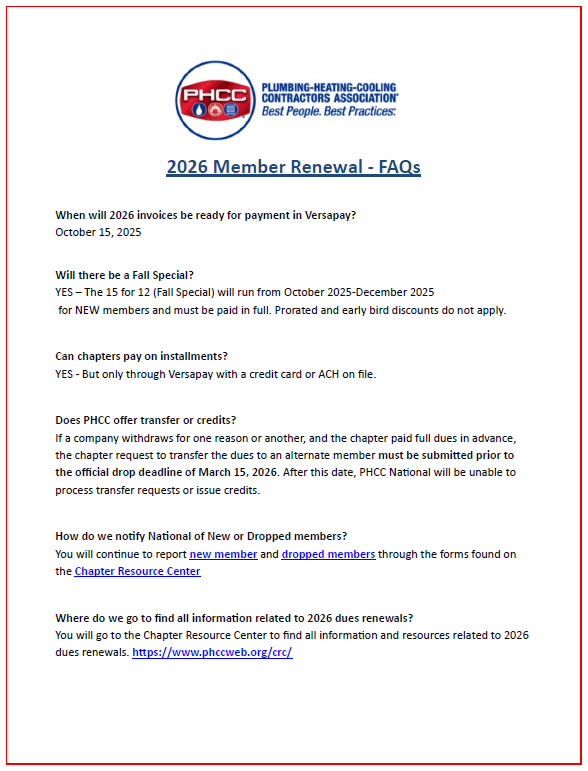 PHCC
PLUMBING-HEATING-COOLING
CONTRACTORS ASSOCIATION®
Best People. Best Practices.®
2026 Member Renewal - FAQs
When will 2026 invoices be ready for payment in Versapay?
October 15, 2025
Will there be a Fall Special?
YES – The 15 for 12 (Fall Special) will run from October 2025-December 2025
for NEW members and must be paid in full. Prorated and early bird discounts do not apply.
Can chapters pay on installments?
YES - But only through Versapay with a credit card or ACH on file.
Does PHCC offer transfer or credits?
If a company withdraws for one reason or another, and the chapter paid full dues in advance,
the chapter request to transfer the dues to an alternate member must be submitted prior to
the official drop deadline of March 15, 2026. After this date, PHCC National will be unable to
process transfer requests or issue credits.
How do we notify National of New or Dropped members?
You will continue to report new member and dropped members through the forms found on
the Chapter Resource Center
Where do we go to find all information related to 2026 dues renewals?
You will go to the Chapter Resource Center to find all information and resources related to 2026
dues renewals. https://www.phccweb.org/crc/